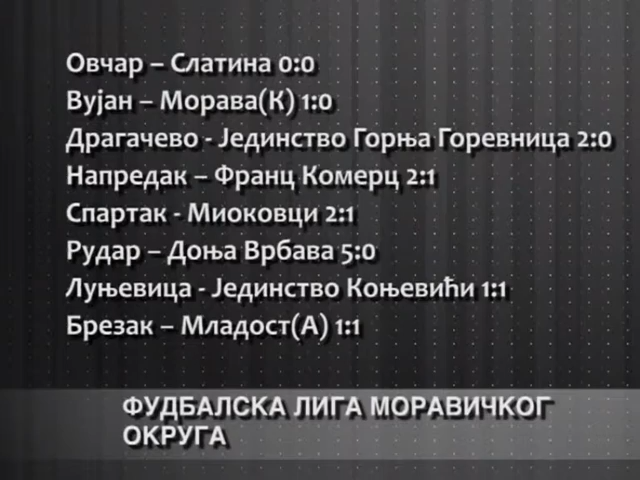 Овчар – Слатина 0:0
Вујан – Морава(К) 1:0
Драгачево - Јединство Горња Горевница 2:0
Напредак – Франц Комерц 2:1
Спартак - Миоковци 2:1
Рудар – Доња Врбава 5:0
Луњевица - Јединство Коњевићи 1:1
Брезак – Младост(А) 1:1
ФУДБАЛСКА ЛИГА МОРАВИЧКОГ
ОКРУГА